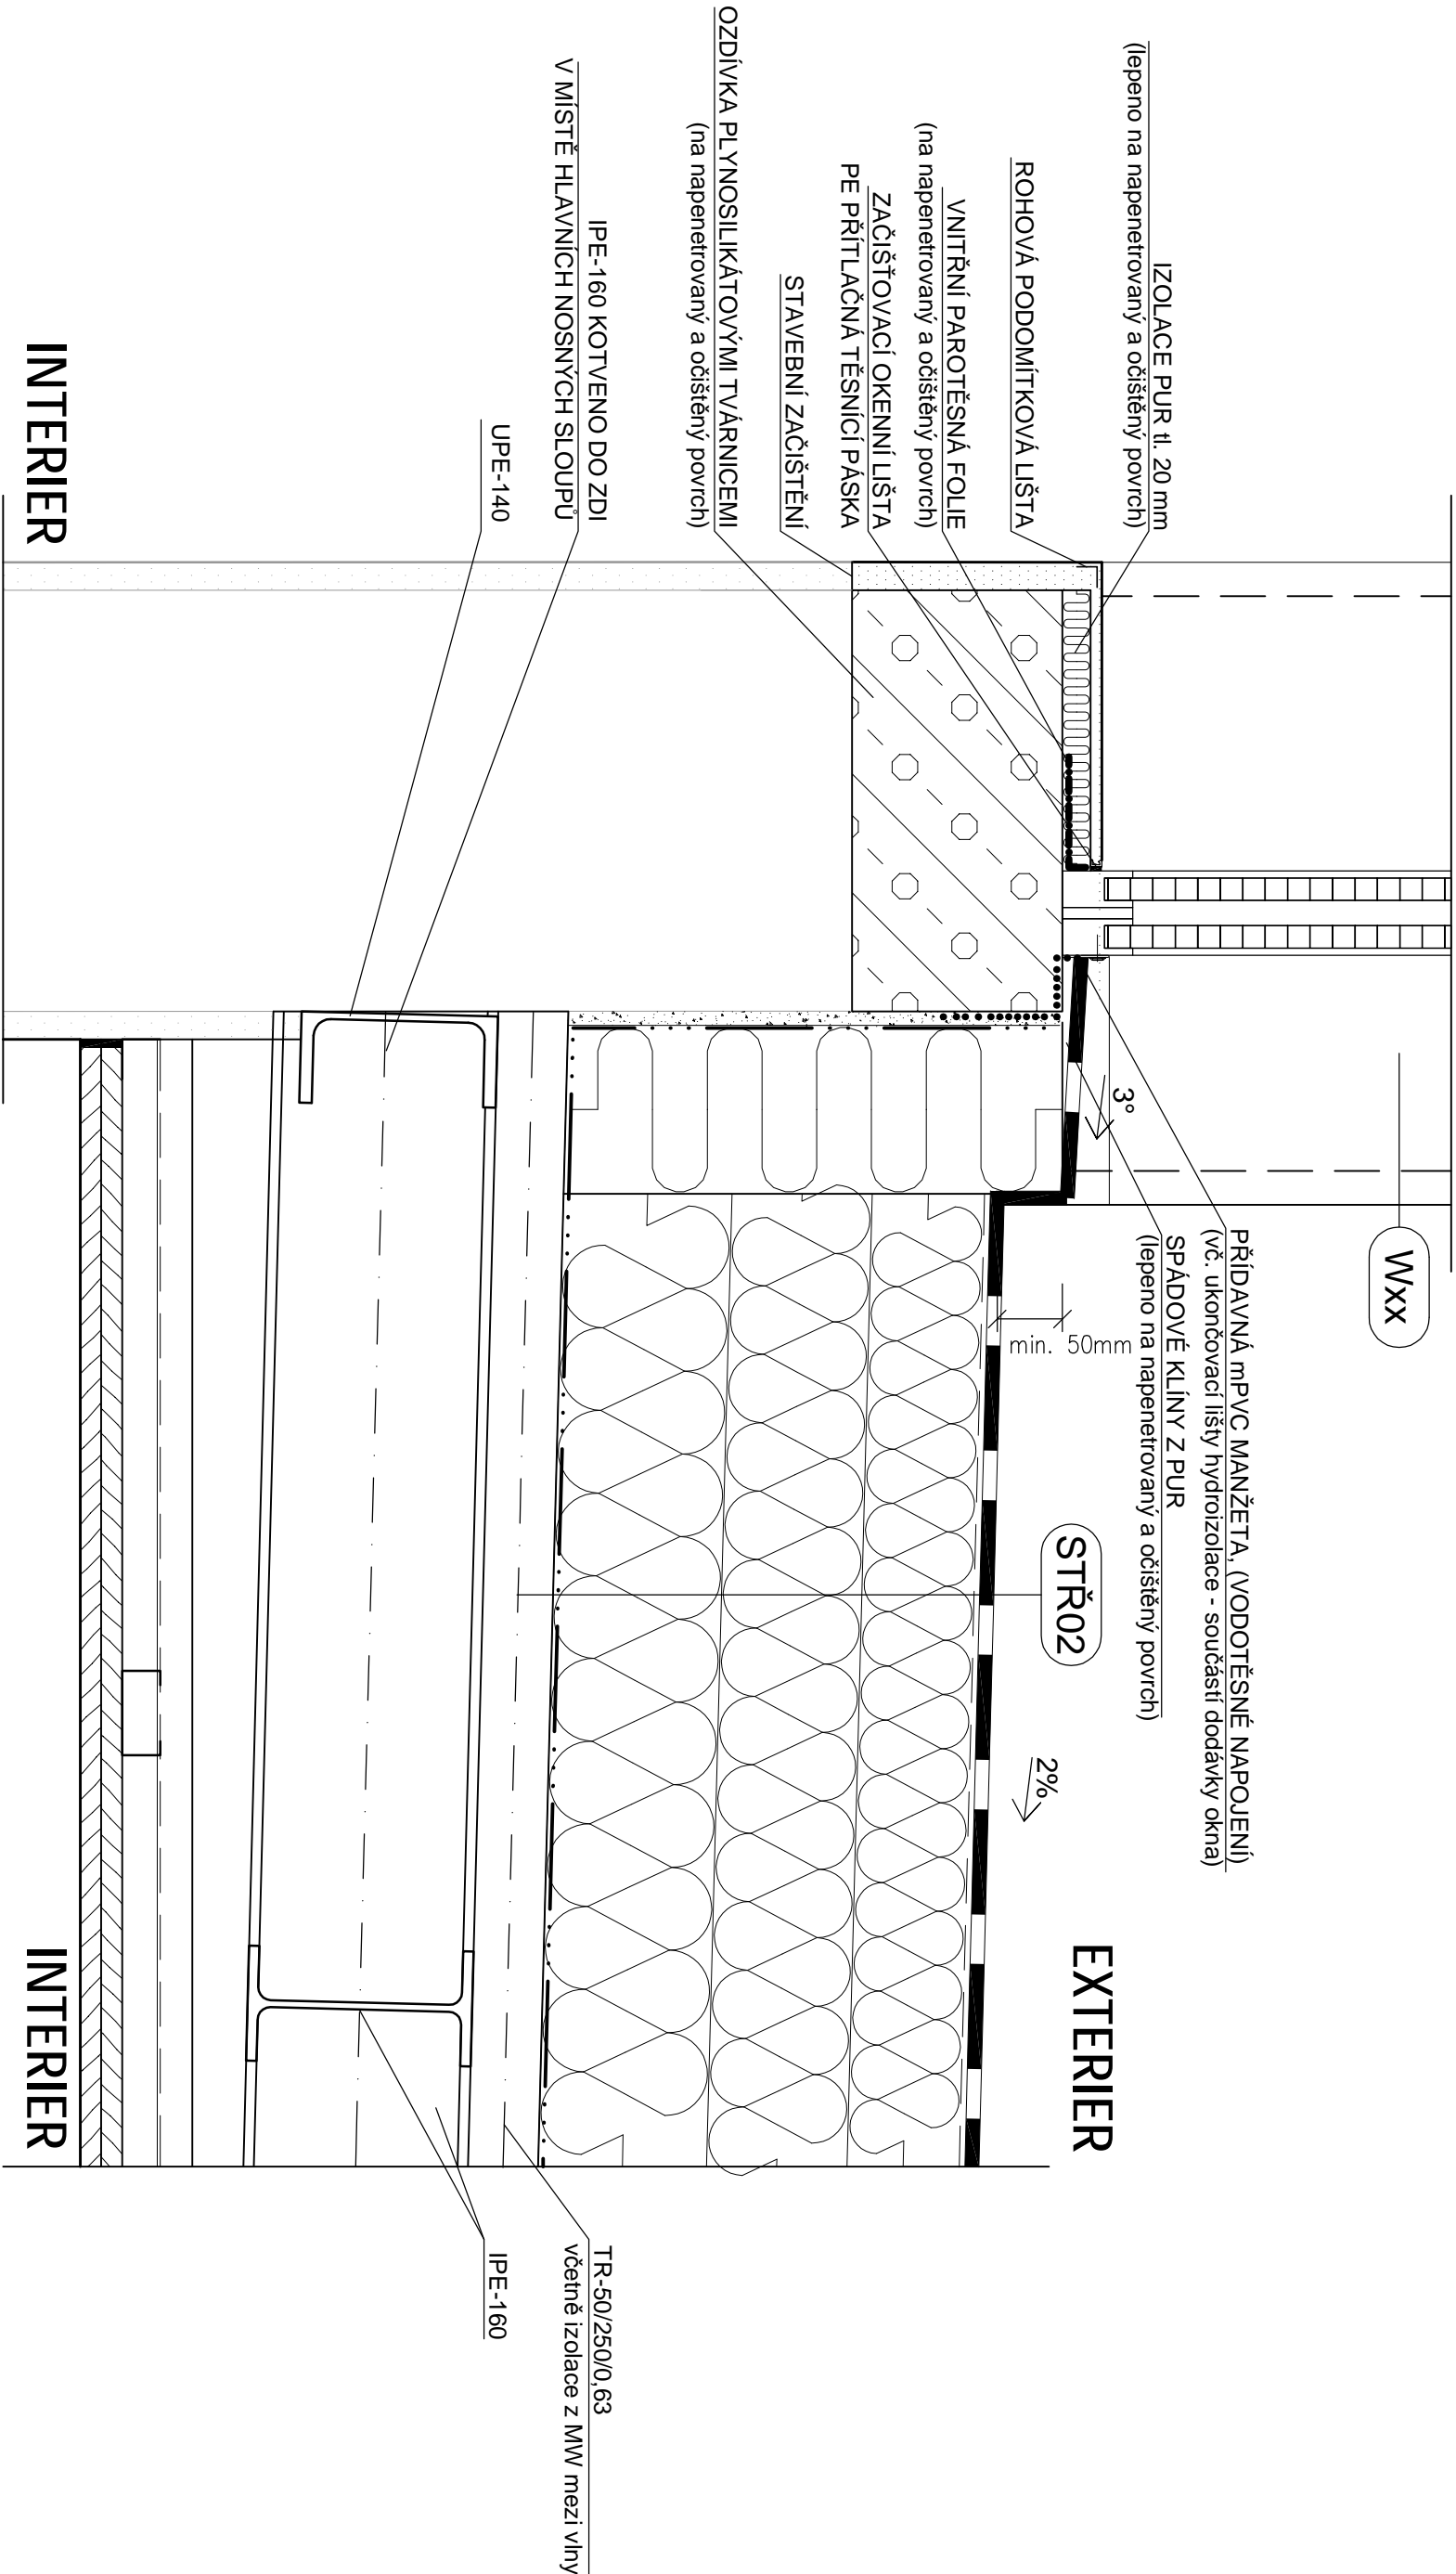 IZOLACE PUR tl. 20 mm
(lepeno na napenetrovaný a očištěný povrch)
ROHOVÁ PODOMÍTKOVÁ LIŠTA
VNITŘNÍ PAROTĚSNÁ FOLIE
(na napenetrovaný a očištěný povrch)
ZAČIŠŤOVACÍ OKENNÍ LIŠTA
PE PŘÍTLAČNÁ TĚSNÍCÍ PÁSKA
STAVEBNÍ ZAČIŠTĚNÍ
OZDÍVKA PLYNOSILIKÁTOVÝMI TVÁRNICEMI
(na napenetrovaný a očištěný povrch)
IPE-160 KOTVENO DO ZDI
V MÍSTĚ HLAVNÍCH NOSNÝCH SLOUPŮ
UPE-140
INTERIER
Wxx
3°
PŘÍDAVNÁ mPVC MANŽETA, (VODOTĚSNÉ NAPOJENÍ)
(vč. ukončovací lišty hydroizolace - součástí dodávky okna)
SPÁDOVÉ KLÍNY Z PUR
(lepeno na napenetrovaný a očištěný povrch)
min. 50mm
STŘ02
2%
EXTERIER
TR-50/250/0,63
včetně izolace z MW mezi vlny
IPE-160
INTERIER